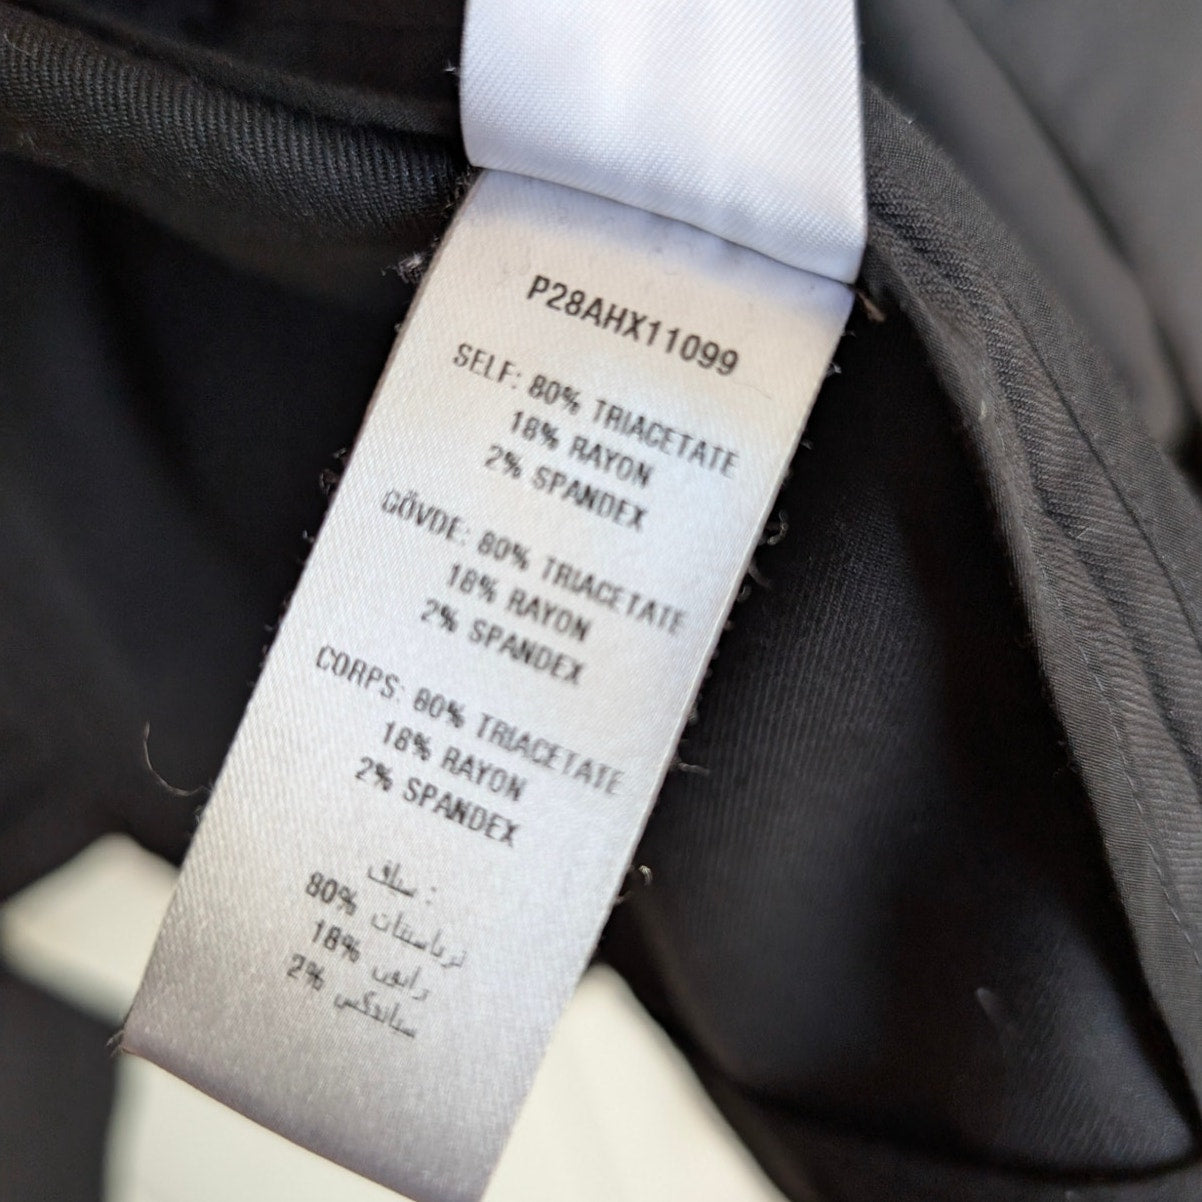 P28AHX11099
SELF: 80% TRIACETATE
18% RAYON
2% SPANDEX
GÖVDE: 80% TRIACETATE
18% RAYON
2% SPANDEX
CORPS: 80% TRIACETATE
18% RAYON
2% SPANDEX
80%
18%
2%